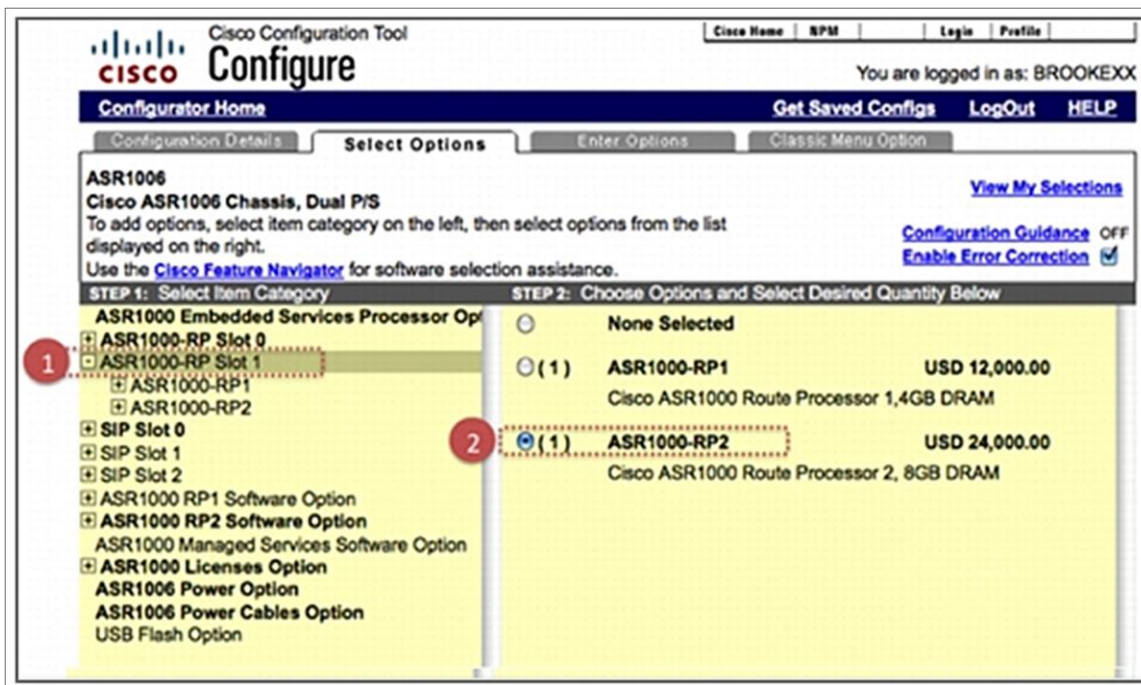 Cisco Configuration Tool
Cisco Home NPM Login Profile
CISCO Configure
You are logged in as: BROOKEXX
Configurator Home Get Saved Configs LogOut HELP
Configuration Details Select Options Enter Options Classic Menu Option
ASR1006
View My Selections
Cisco ASR1006 Chassis, Dual P/S
To add options, select item category on the left, then select options from the list
displayed on the right.
Configuration Guidance OFF
Enable Error Correction
Use the Cisco Feature Navigator for software selection assistance.
STEP 1: Select Item Category
ASR1000 Embedded Services Processor Op
ASR1000-RP Slot 0
1 ASR1000-RP Slot 1
ASR1000-RP1
ASR1000-RP2
SIP Slot 0
SIP Slot 1
SIP Slot 2
ASR1000 RP1 Software Option
ASR1000 RP2 Software Option
ASR1000 Managed Services Software Option
ASR1000 Licenses Option
ASR1006 Power Option
ASR1006 Power Cables Option
USB Flash Option
STEP 2: Choose Options and Select Desired Quantity Below
None Selected
( 1 ) ASR1000-RP1 USD 12,000.00
Cisco ASR1000 Route Processor 1,4GB DRAM
2 ( 1 ) ASR1000-RP2 USD 24,000.00
Cisco ASR1000 Route Processor 2, 8GB DRAM